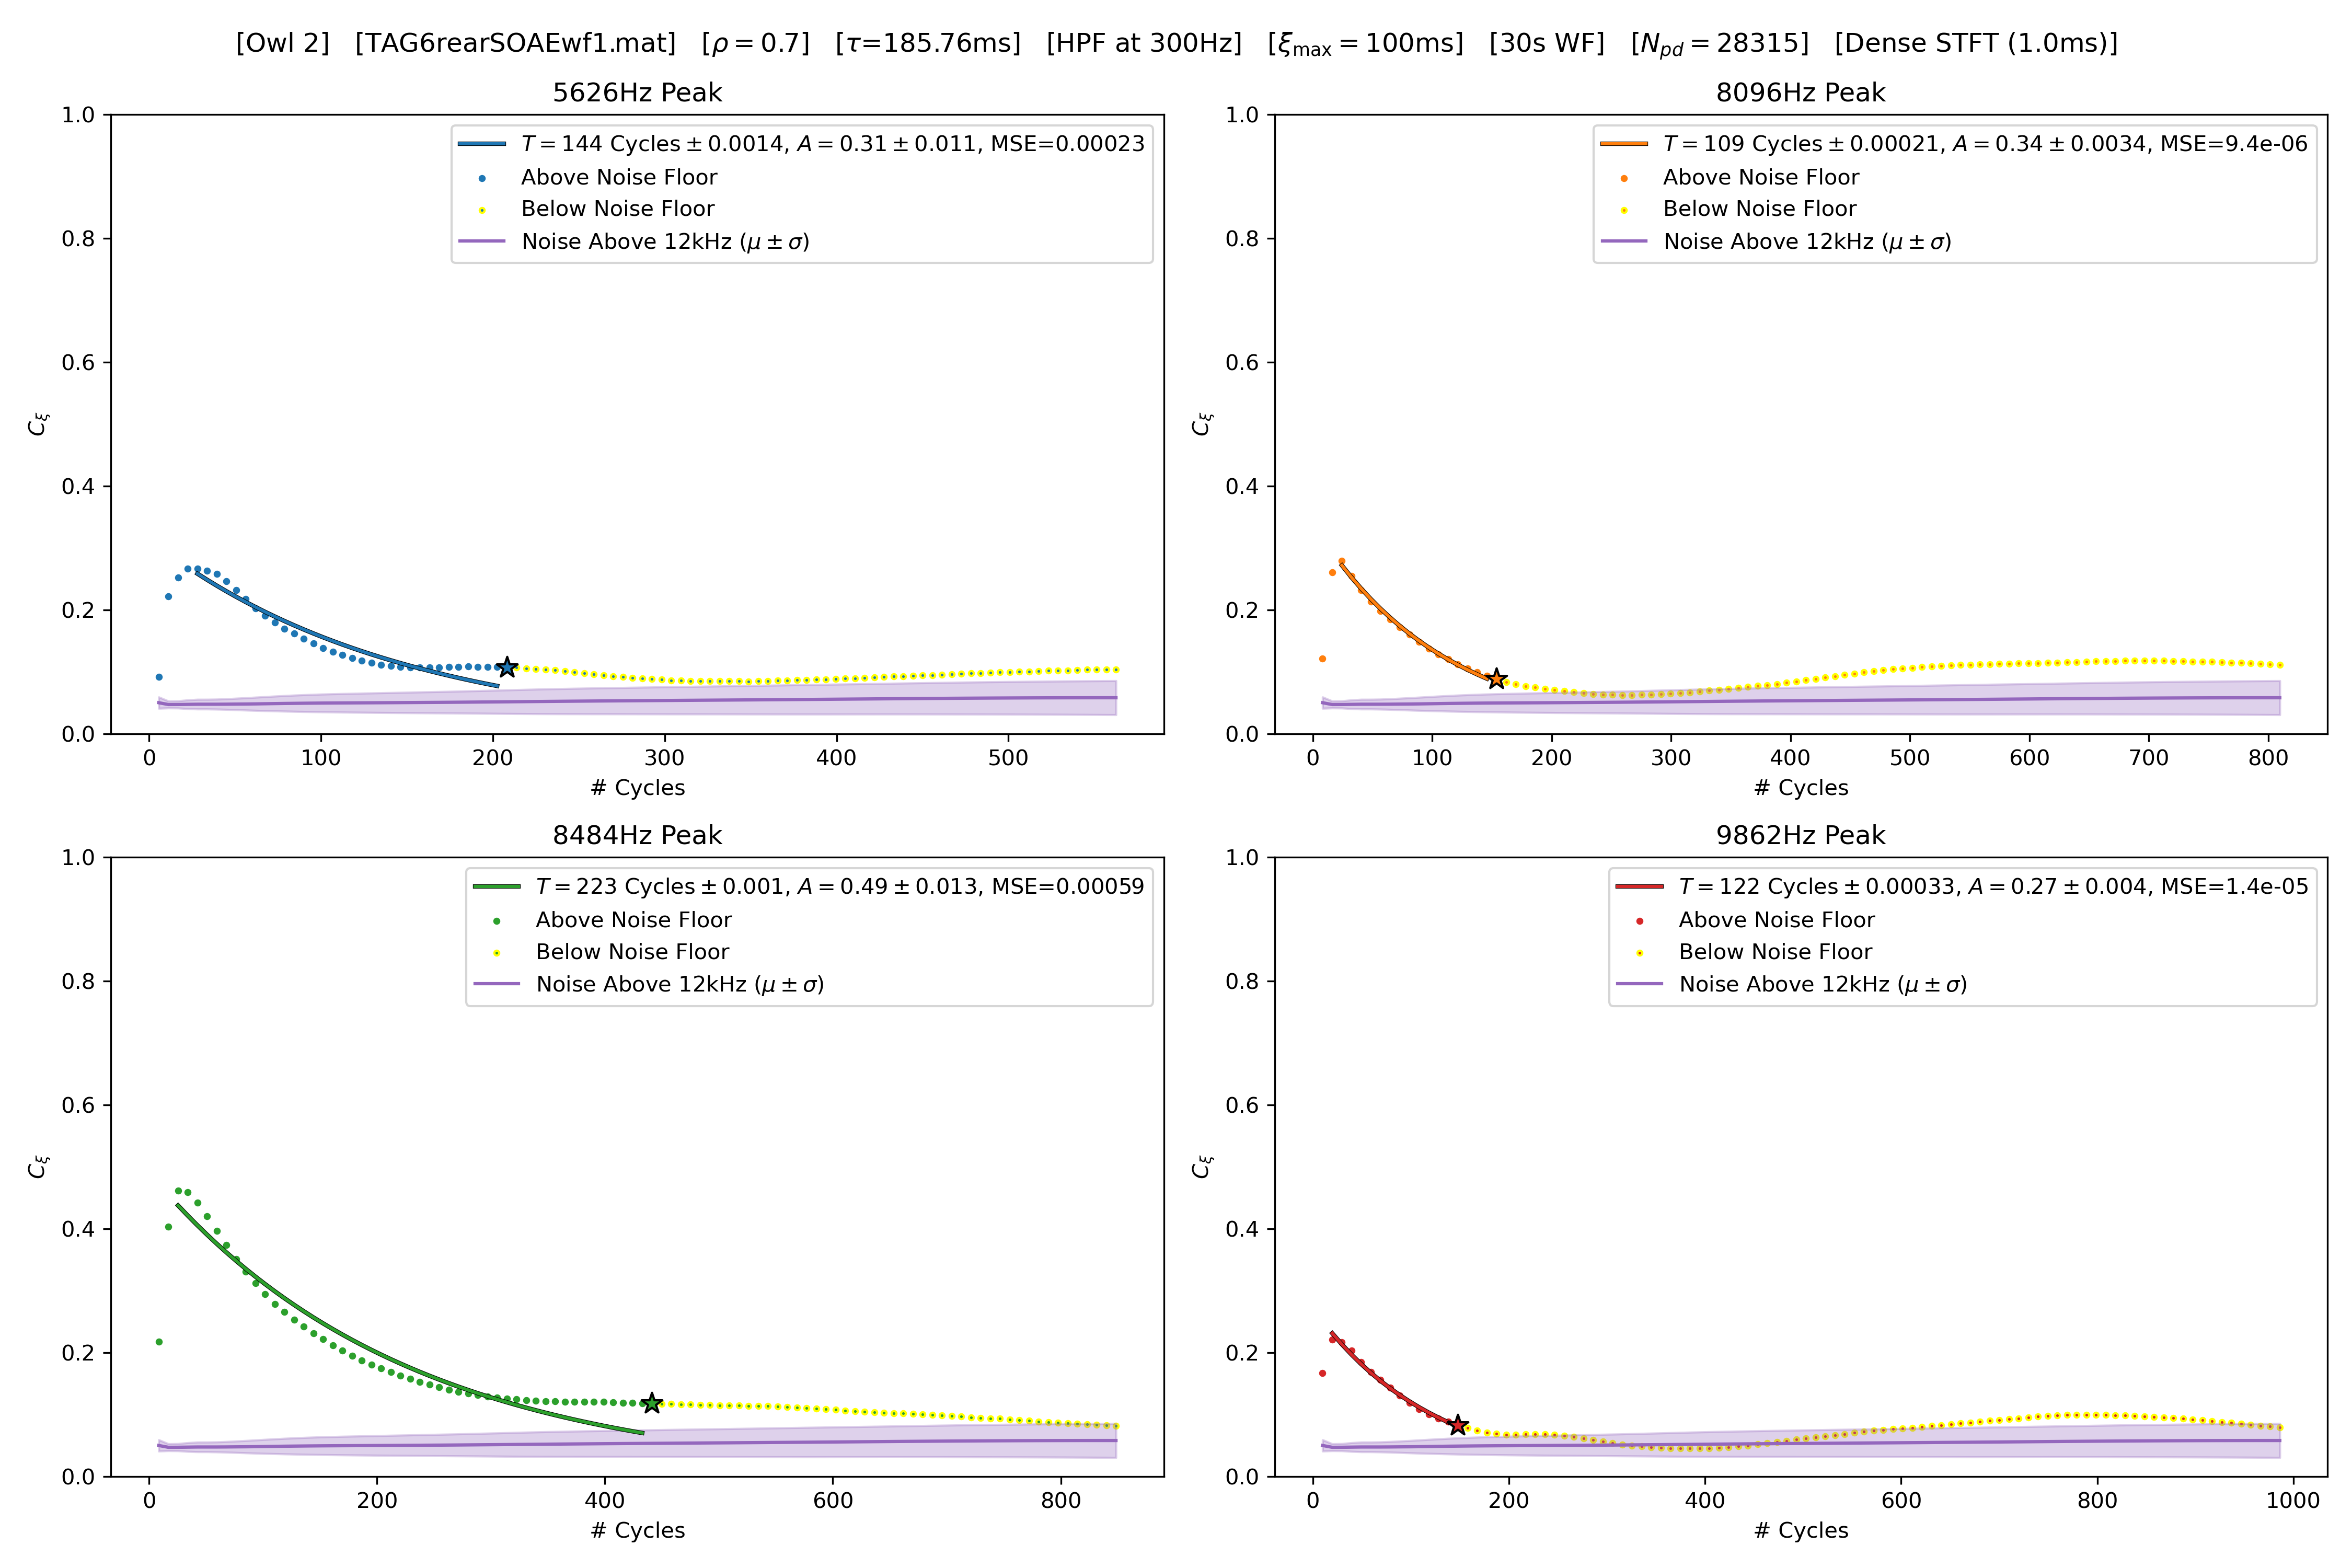 [Owl 2] [TAG6rearSOAEwf1.mat] [ρ = 0.7] [τ=185.76ms] [HPF at 300Hz] [ξmax = 100ms] [30s WF] [Npd = 28315] [Dense STFT (1.0ms)]
5626Hz Peak
T = 144 Cycles ± 0.0014, A = 0.31 ± 0.011, MSE=0.00023
Above Noise Floor
Below Noise Floor
Noise Above 12kHz (μ ± σ)
1.0
0.8
0.6
0.4
0.2
0.0
Cξ
0 100 200 300 400 500
# Cycles
8096Hz Peak
T = 109 Cycles ± 0.00021, A = 0.34 ± 0.0034, MSE=9.4e-06
Above Noise Floor
Below Noise Floor
Noise Above 12kHz (μ ± σ)
1.0
0.8
0.6
0.4
0.2
0.0
Cξ
0 100 200 300 400 500 600 700 800
# Cycles
8484Hz Peak
T = 223 Cycles ± 0.001, A = 0.49 ± 0.013, MSE=0.00059
Above Noise Floor
Below Noise Floor
Noise Above 12kHz (μ ± σ)
1.0
0.8
0.6
0.4
0.2
0.0
Cξ
0 200 400 600 800
# Cycles
9862Hz Peak
T = 122 Cycles ± 0.00033, A = 0.27 ± 0.004, MSE=1.4e-05
Above Noise Floor
Below Noise Floor
Noise Above 12kHz (μ ± σ)
1.0
0.8
0.6
0.4
0.2
0.0
Cξ
0 200 400 600 800 1000
# Cycles